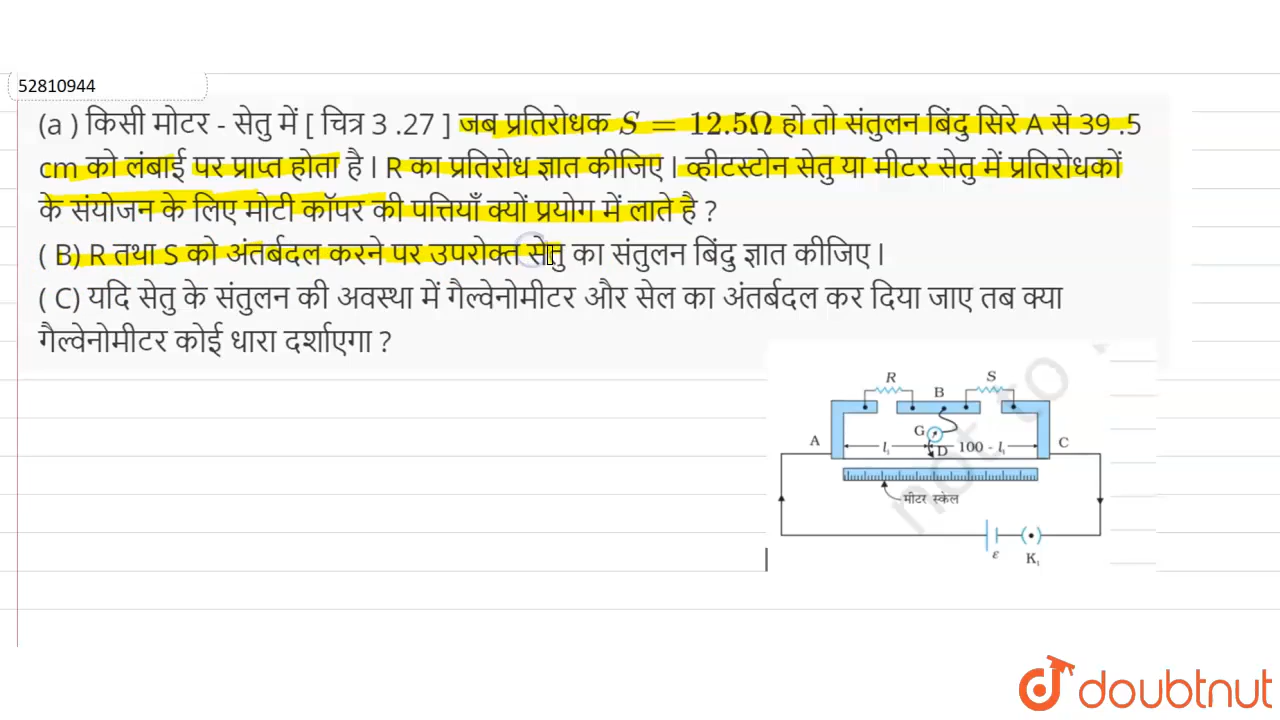 52810944
(a ) किसी मोटर - सेतु में [ चित्र 3 .27 ] जब प्रतिरोधक S = 12.5Ω हो तो संतुलन बिंदु सिरे A से 39 .5
cm को लंबाई पर प्राप्त होता है l R का प्रतिरोध ज्ञात कीजिए l व्हीटस्टोन सेतु या मीटर सेतु में प्रतिरोधकों
के संयोजन के लिए मोटी कॉपर की पत्तियाँ क्यों प्रयोग में लाते है ?
( B) R तथा S को अंतर्बदल करने पर उपरोक्त सेतु का संतुलन बिंदु ज्ञात कीजिए l
( C) यदि सेतु के संतुलन की अवस्था में गैल्वेनोमीटर और सेल का अंतर्बदल कर दिया जाए तब क्या
गैल्वेनोमीटर कोई धारा दर्शाएगा ?
R S
B
G
A l₁ D 100 - l₁ C
मीटर स्केल
ε K₁
not to
doubtnut